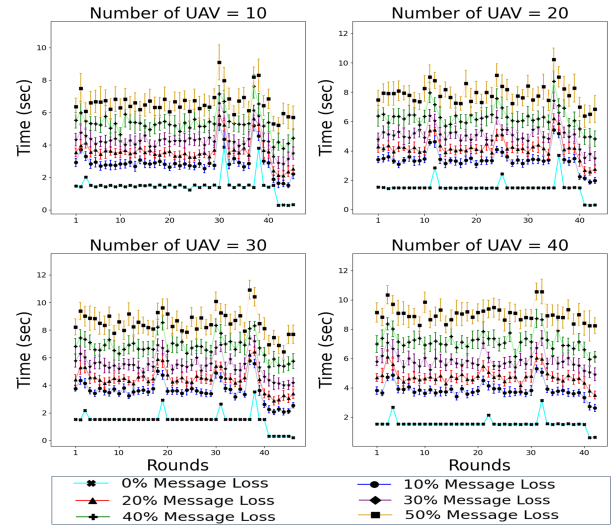 Number of UAV = 10
Number of UAV = 20
Time (sec)
10
8
6
4
2
0
1
10
20
30
40
Time (sec)
12
10
8
6
4
2
0
1
10
20
30
40
Number of UAV = 30
Number of UAV = 40
Time (sec)
12
10
8
6
4
2
0
1
10
20
30
40
Rounds
Time (sec)
12
10
8
6
4
2
1
10
20
30
40
Rounds
0% Message Loss
10% Message Loss
20% Message Loss
30% Message Loss
40% Message Loss
50% Message Loss